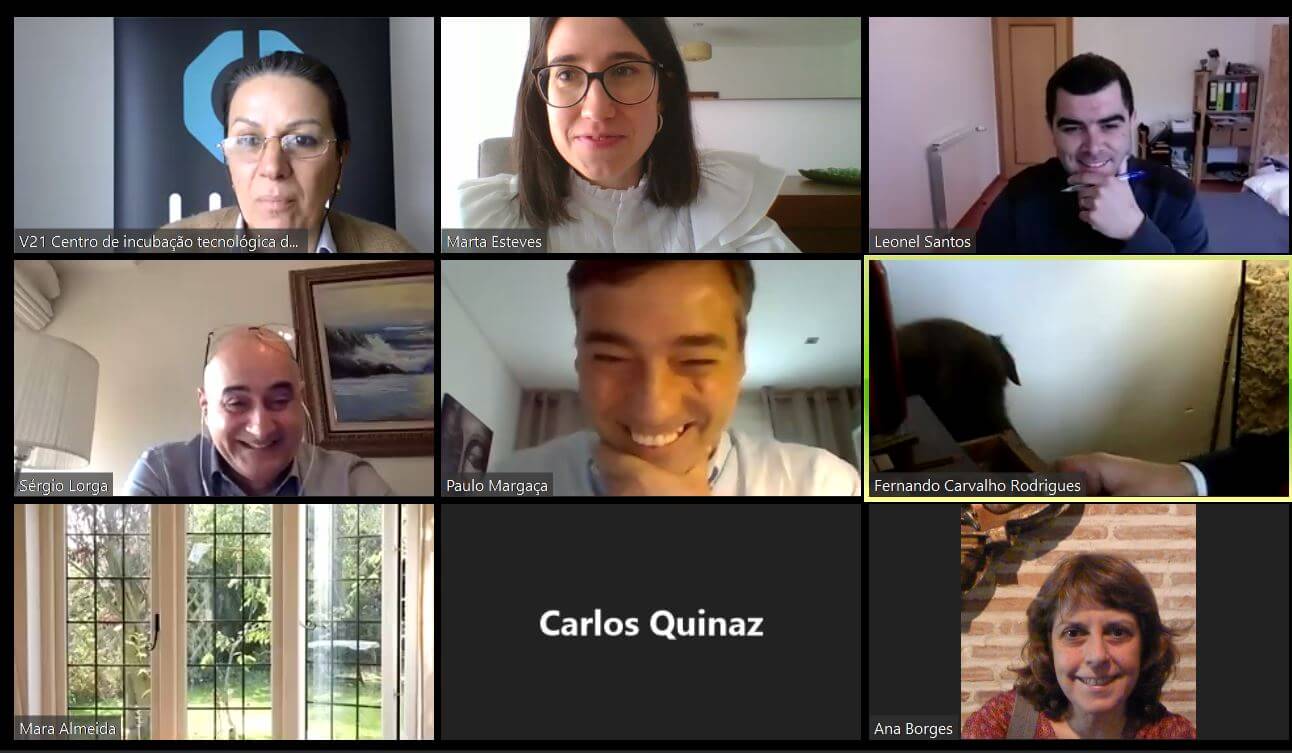 V21 Centro de incubação tecnológica d...
Marta Esteves
Leonel Santos
Sérgio Lorga
Paulo Margaça
Fernando Carvalho Rodrigues
Mara Almeida
Carlos Quinaz
Ana Borges